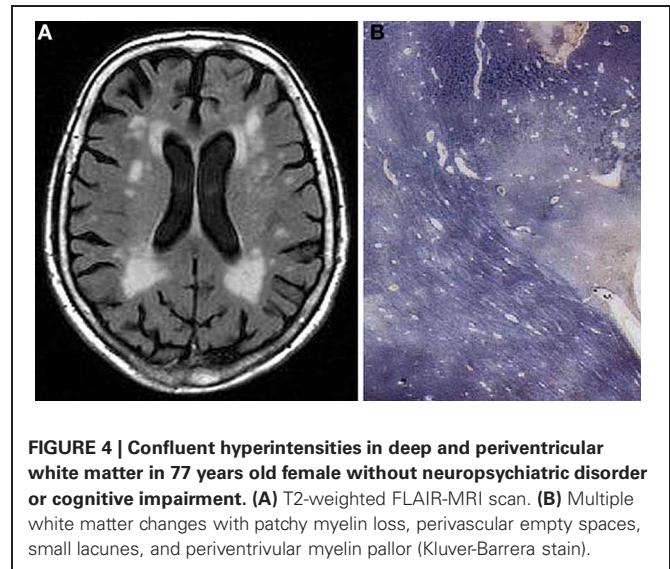 A B
FIGURE 4 | Confluent hyperintensities in deep and periventricular
white matter in 77 years old female without neuropsychiatric disorder
or cognitive impairment. (A) T2-weighted FLAIR-MRI scan. (B) Multiple
white matter changes with patchy myelin loss, perivascular empty spaces,
small lacunes, and periventrivular myelin pallor (Kluver-Barrera stain).